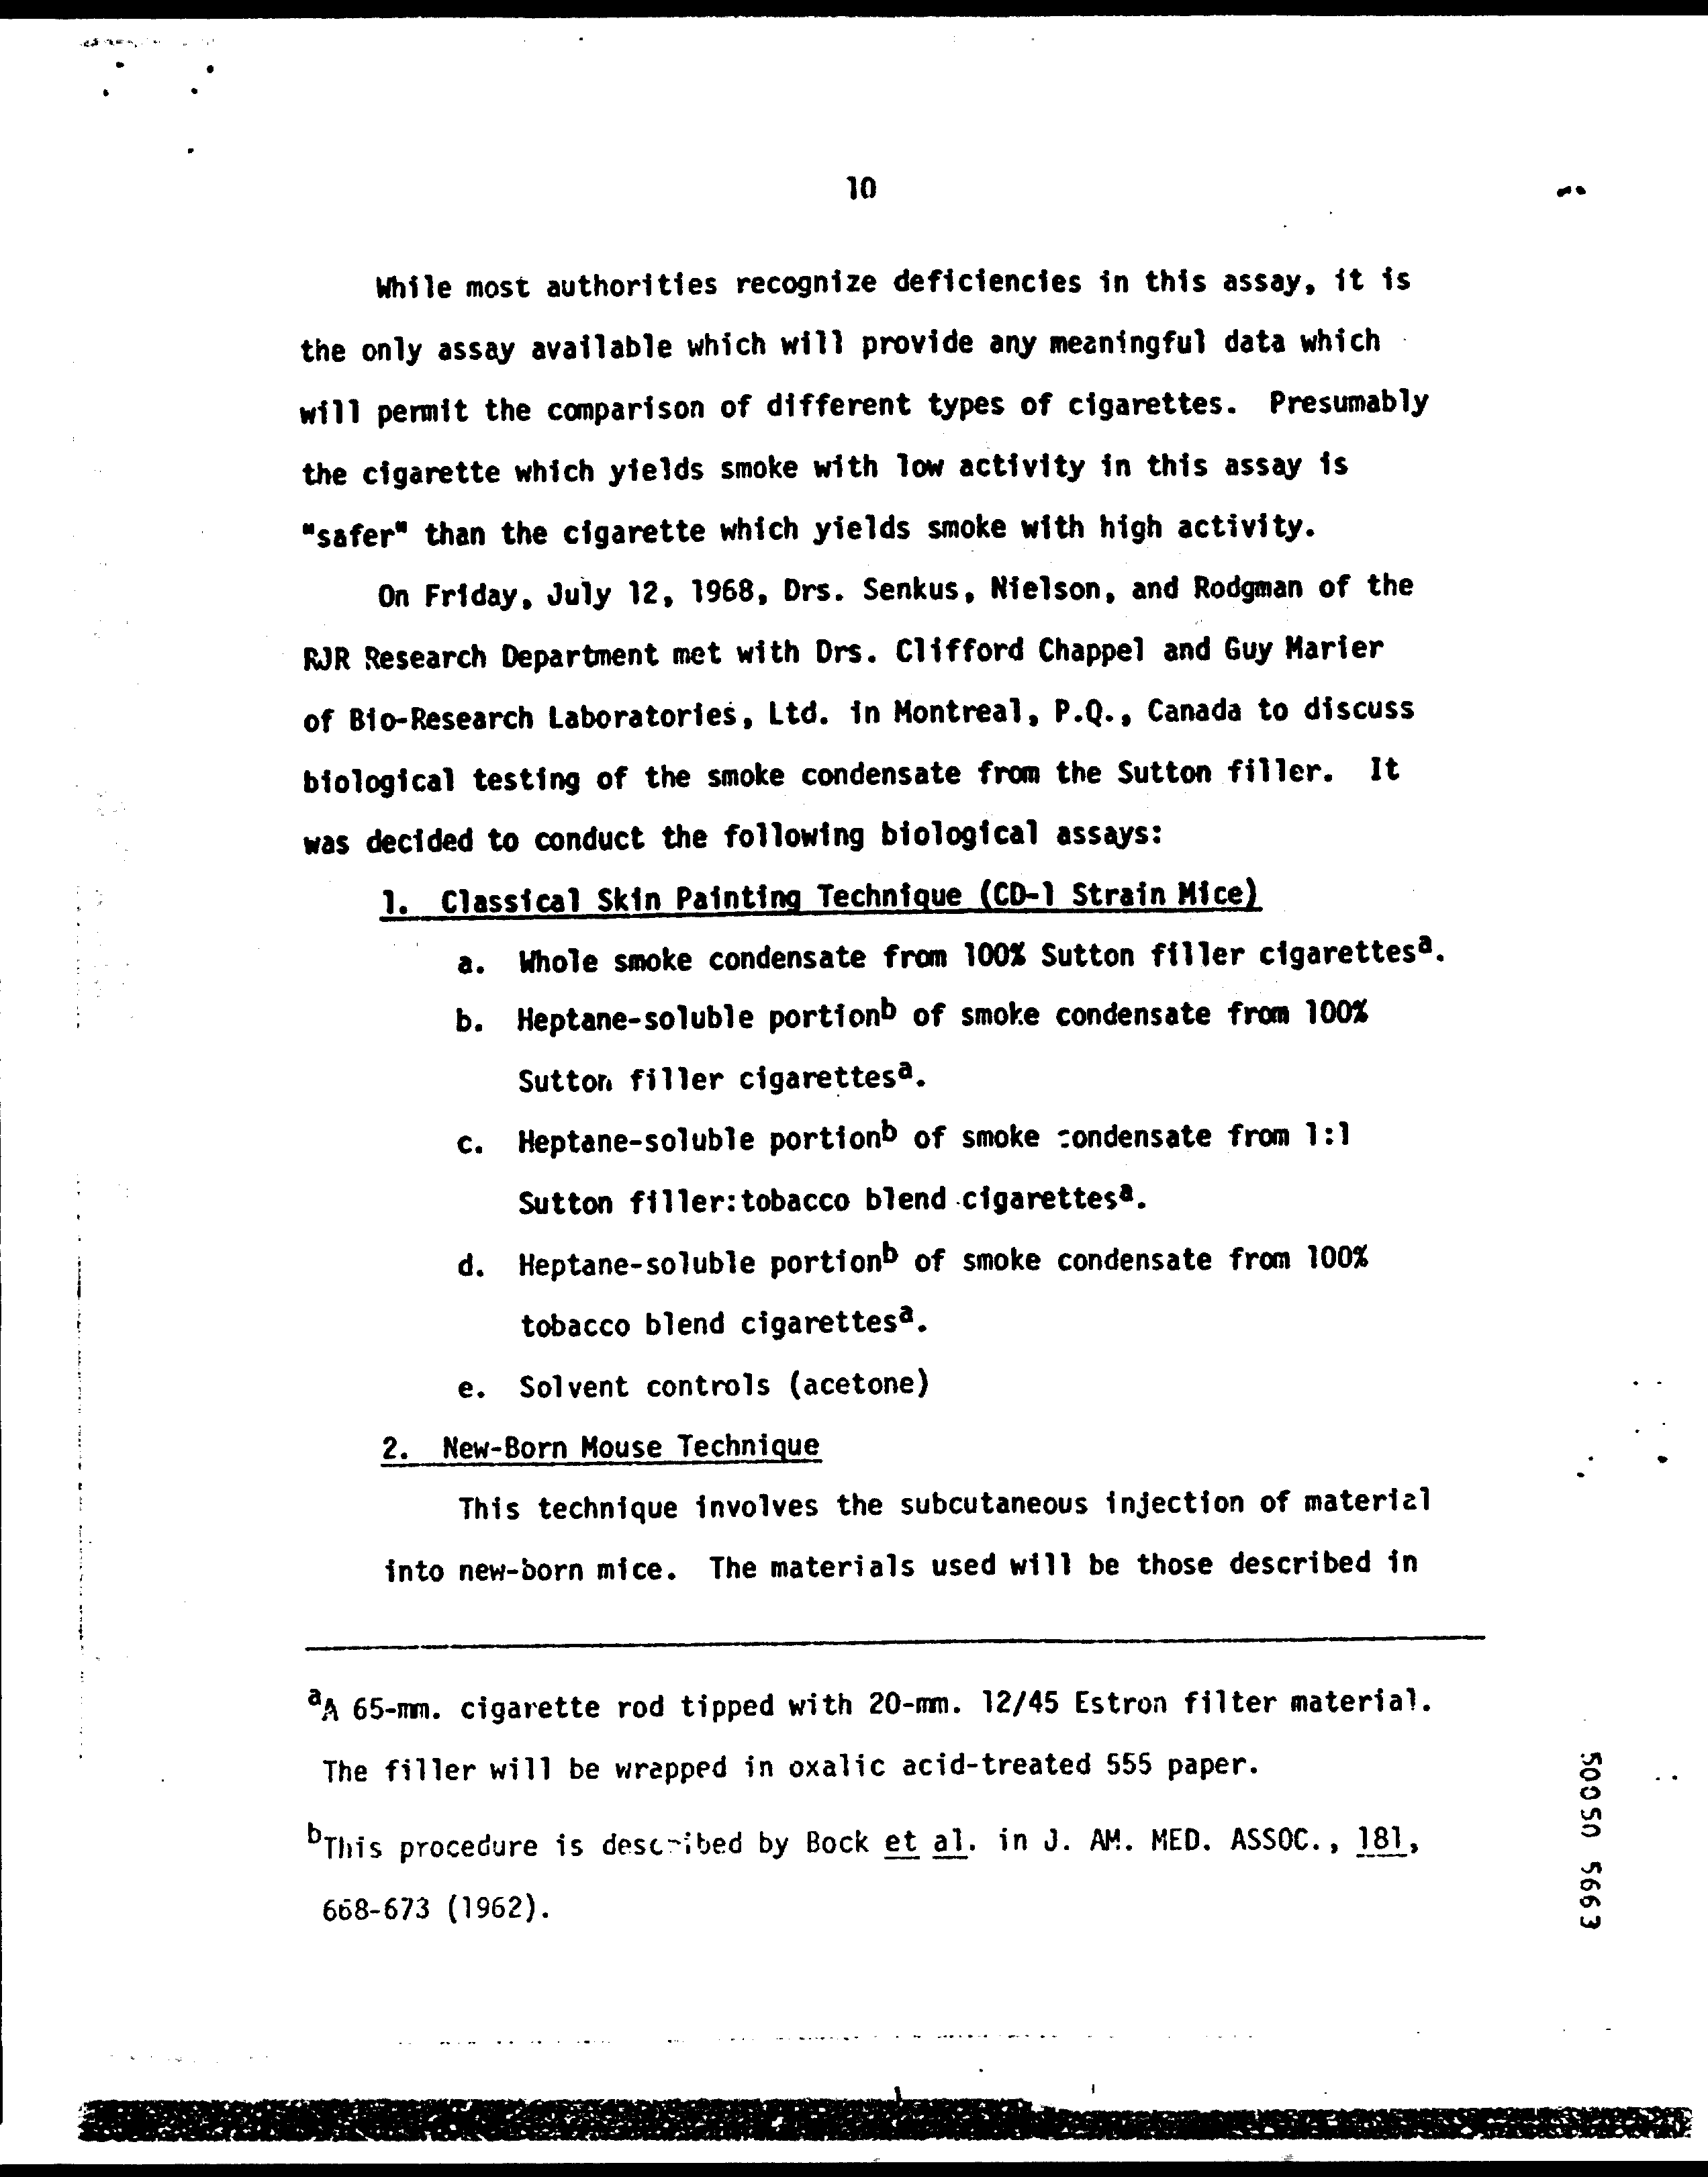 10
While most authorities recognize deficiencies in this assay, it is
the only assay available which will provide any meaningful data which
will permit the comparison of different types of cigarettes. Presumably
the cigarette which yields smoke with low activity in this assay is
"safer" than the cigarette which yields smoke with high activity.
On Friday, July 12, 1968, Drs. Senkus, Nielson, and Rodgman of the
RJR Research Department met with Drs. Clifford Chappel and Guy Marier
of Bio-Research Laboratories, Ltd. in Montreal, P.Q., Canada to discuss
biological testing of the smoke condensate from the Sutton filler. It
was decided to conduct the following biological assays:
1. Classical Skin Painting Technique (CD-1 Strain Mice)
a. Whole smoke condensate from 100% Sutton filler cigarettesa.
b. Heptane-soluble portionb of smoke condensate from 100%
Sutton filler cigarettesa.
c. Heptane-soluble portionb of smoke condensate from 1:1
Sutton filler:tobacco blend cigarettesa.
d. Heptane-soluble portionb of smoke condensate from 100%
tobacco blend cigarettesa.
e. Solvent controls (acetone)
2. New-Born Mouse Technique
This technique involves the subcutaneous injection of material
into new-born mice. The materials used will be those described in
aA 65-mm. cigarette rod tipped with 20-mm. 12/45 Estron filter material.
The filler will be wrapped in oxalic acid-treated 555 paper.
bThis procedure is described by Bock et al. in J. AM. MED. ASSOC., 181,
668-673 (1962).
50050 5663